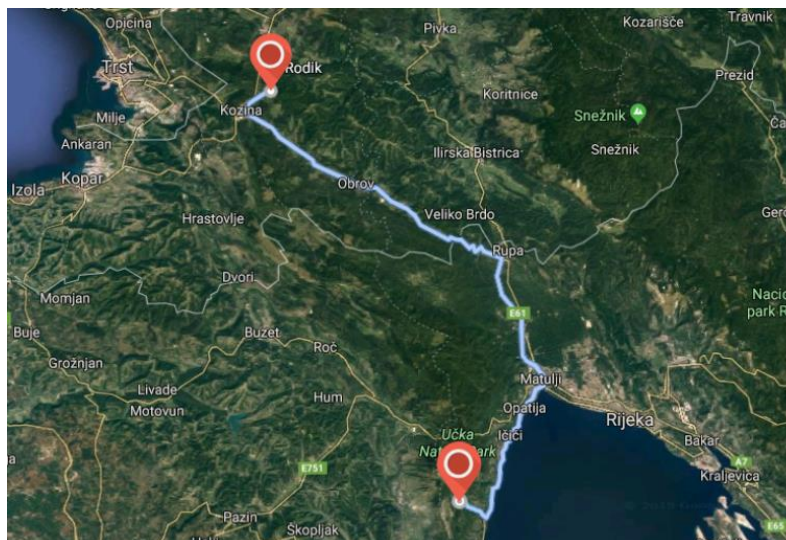 Opicina
Pivka
Kozarišče
Travnik
Trst
Rodik
Prezid
Koritnice
Kozina
Milje
Snežnik
Snežnik
Ankaran
Ilirska Bistrica
Izola
Kopar
Obrov
Hrastovlje
Veliko Brdo
Rupa
Dvori
Momjan
E61
Buje
Buzet
Roč
Grožnjan
Livade
Matulji
Motovun
Hum
Opatija
Rijeka
Učka
Ičići
Bakar
A7
E751
Kraljevica
Pazin
Škopljak
E65